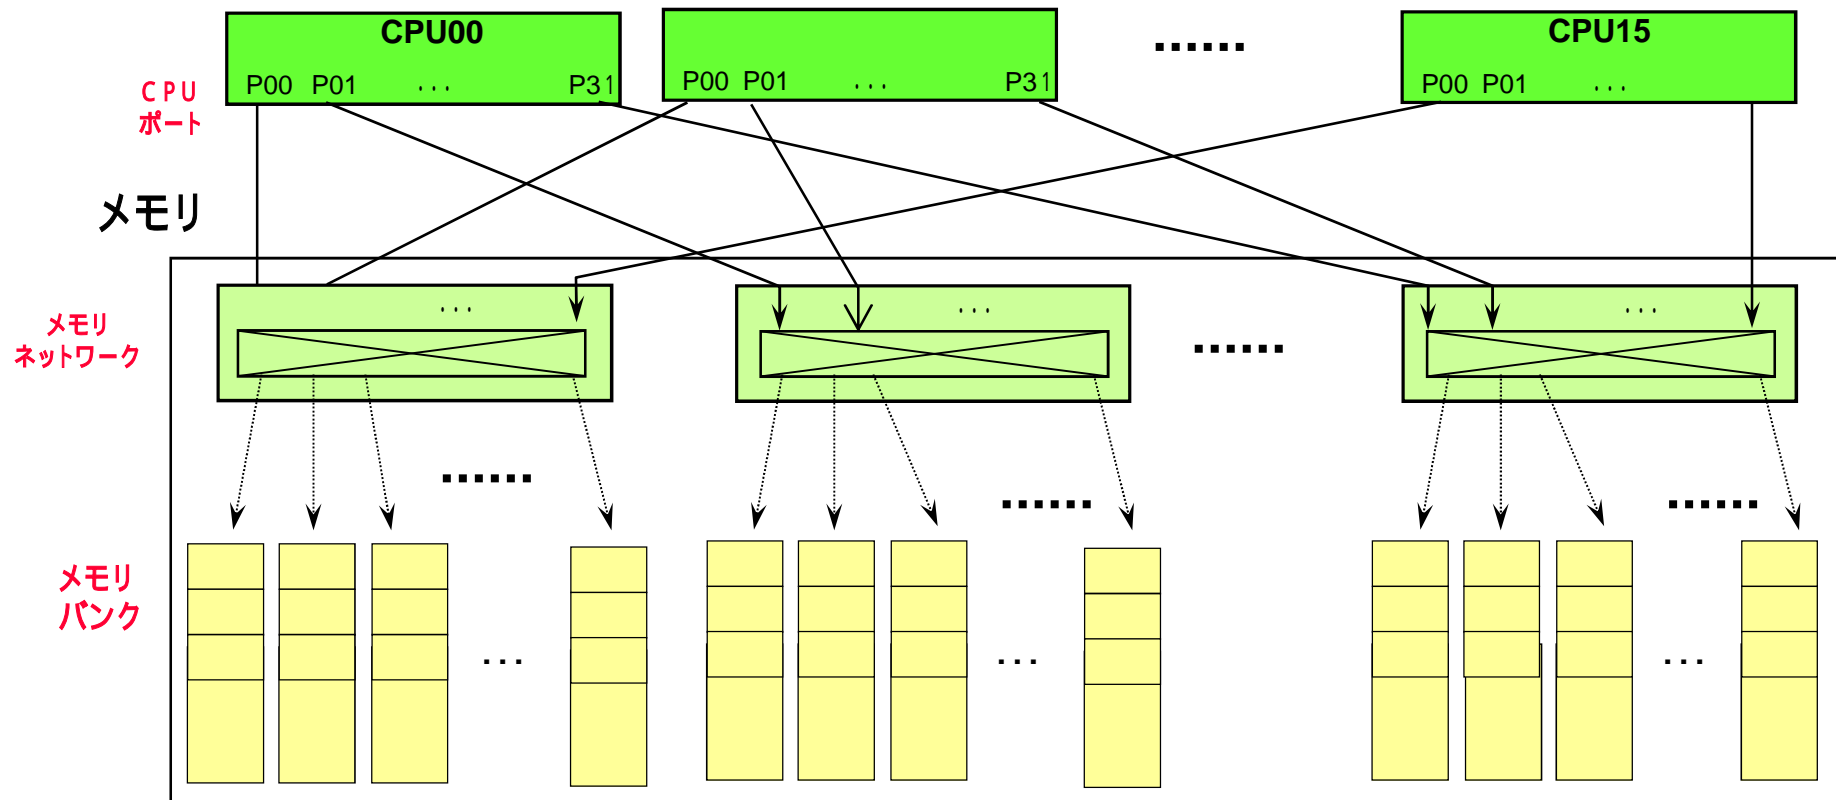 CPU00
CPU15
P00 P01 ... P31
P00 P01 ... P31
P00 P01 ...
ＣＰＵ
ポート
メモリ
メモリ
ネットワーク
メモリ
バンク